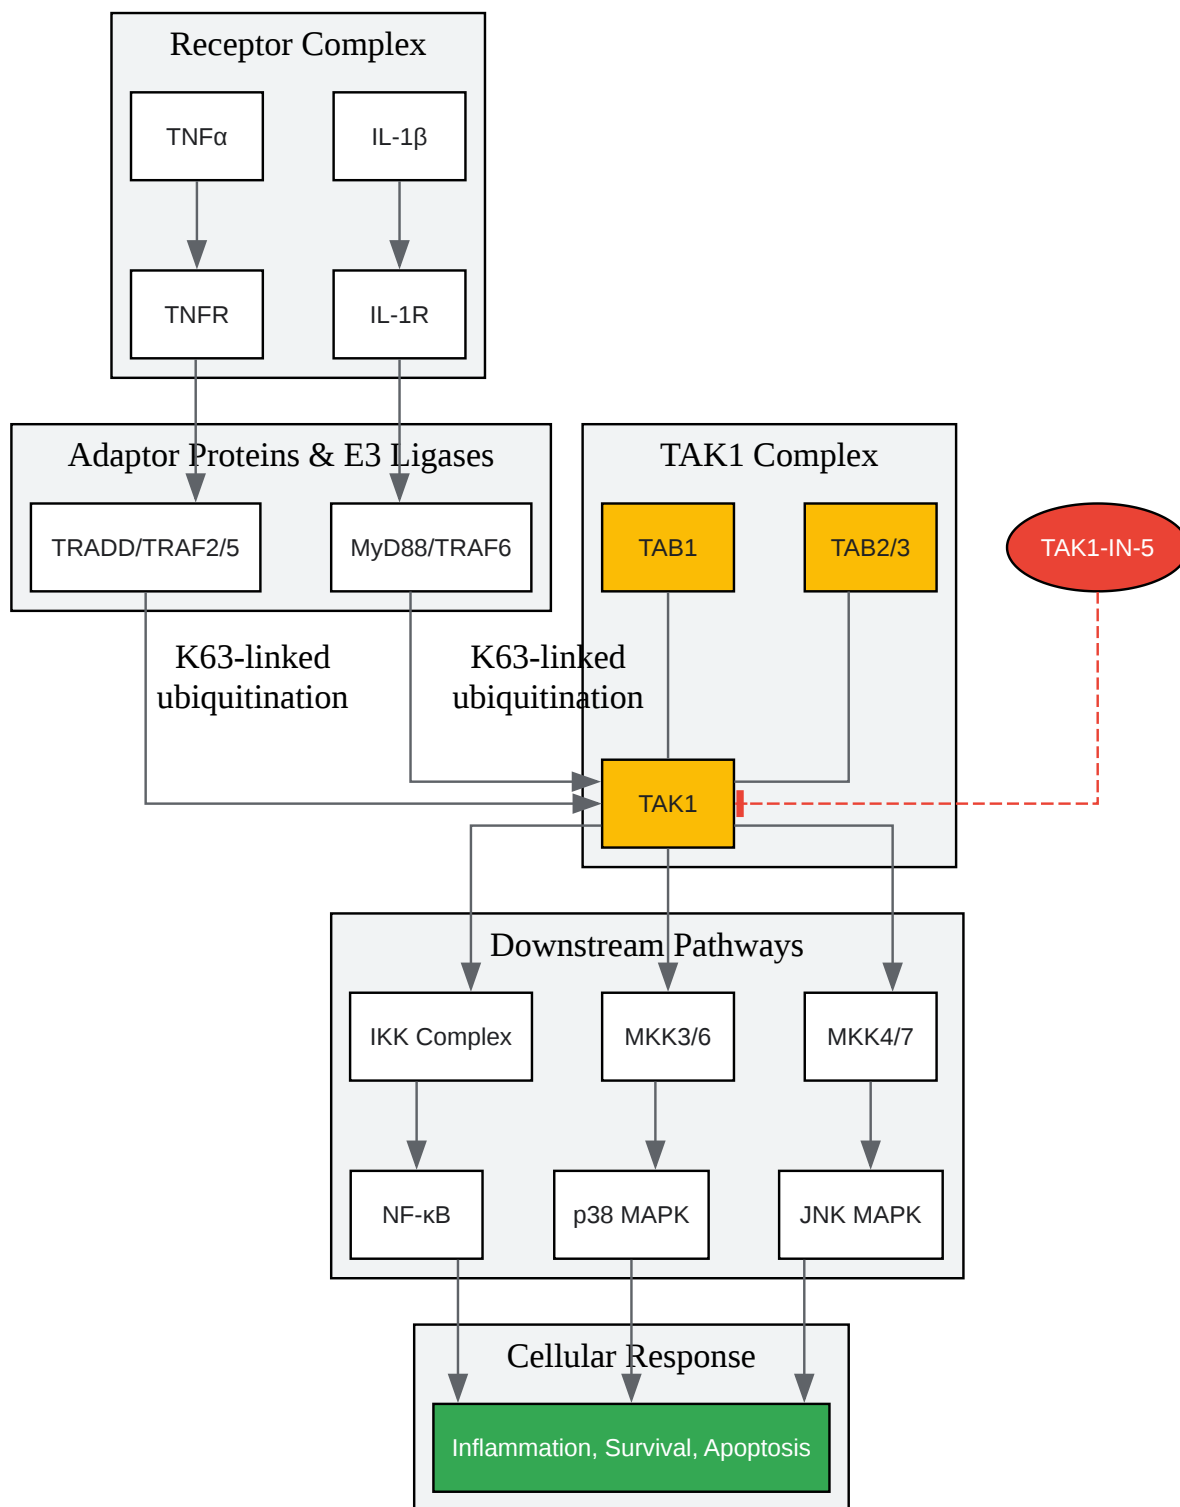 Receptor Complex
TNFα
IL-1β
TNFR
IL-1R
Adaptor Proteins & E3 Ligases
TRADD/TRAF2/5
MyD88/TRAF6
TAK1 Complex
TAB1
TAB2/3
TAK1-IN-5
K63-linked
ubiquitination
K63-linked
ubiquitination
TAK1
Downstream Pathways
IKK Complex
MKK3/6
MKK4/7
NF-κB
p38 MAPK
JNK MAPK
Cellular Response
Inflammation, Survival, Apoptosis